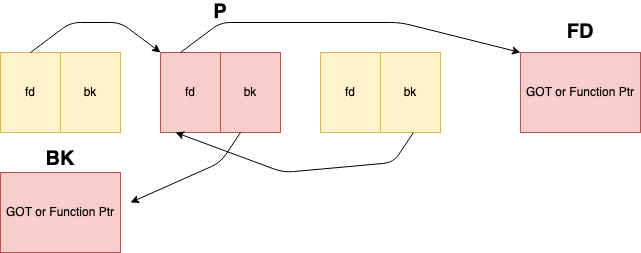 P
FD
fd
bk
fd
bk
fd
bk
GOT or Function Ptr
BK
GOT or Function Ptr